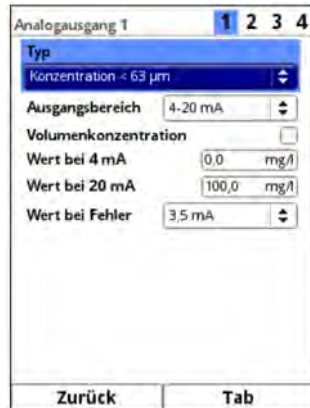 Analogausgang 1 1 2 3 4
Typ
Konzentration < 63 µm
Ausgangsbereich 4-20 mA
Volumenkonzentration
Wert bei 4 mA 0,0 mg/l
Wert bei 20 mA 100,0 mg/l
Wert bei Fehler 3,5 mA
Zurück Tab